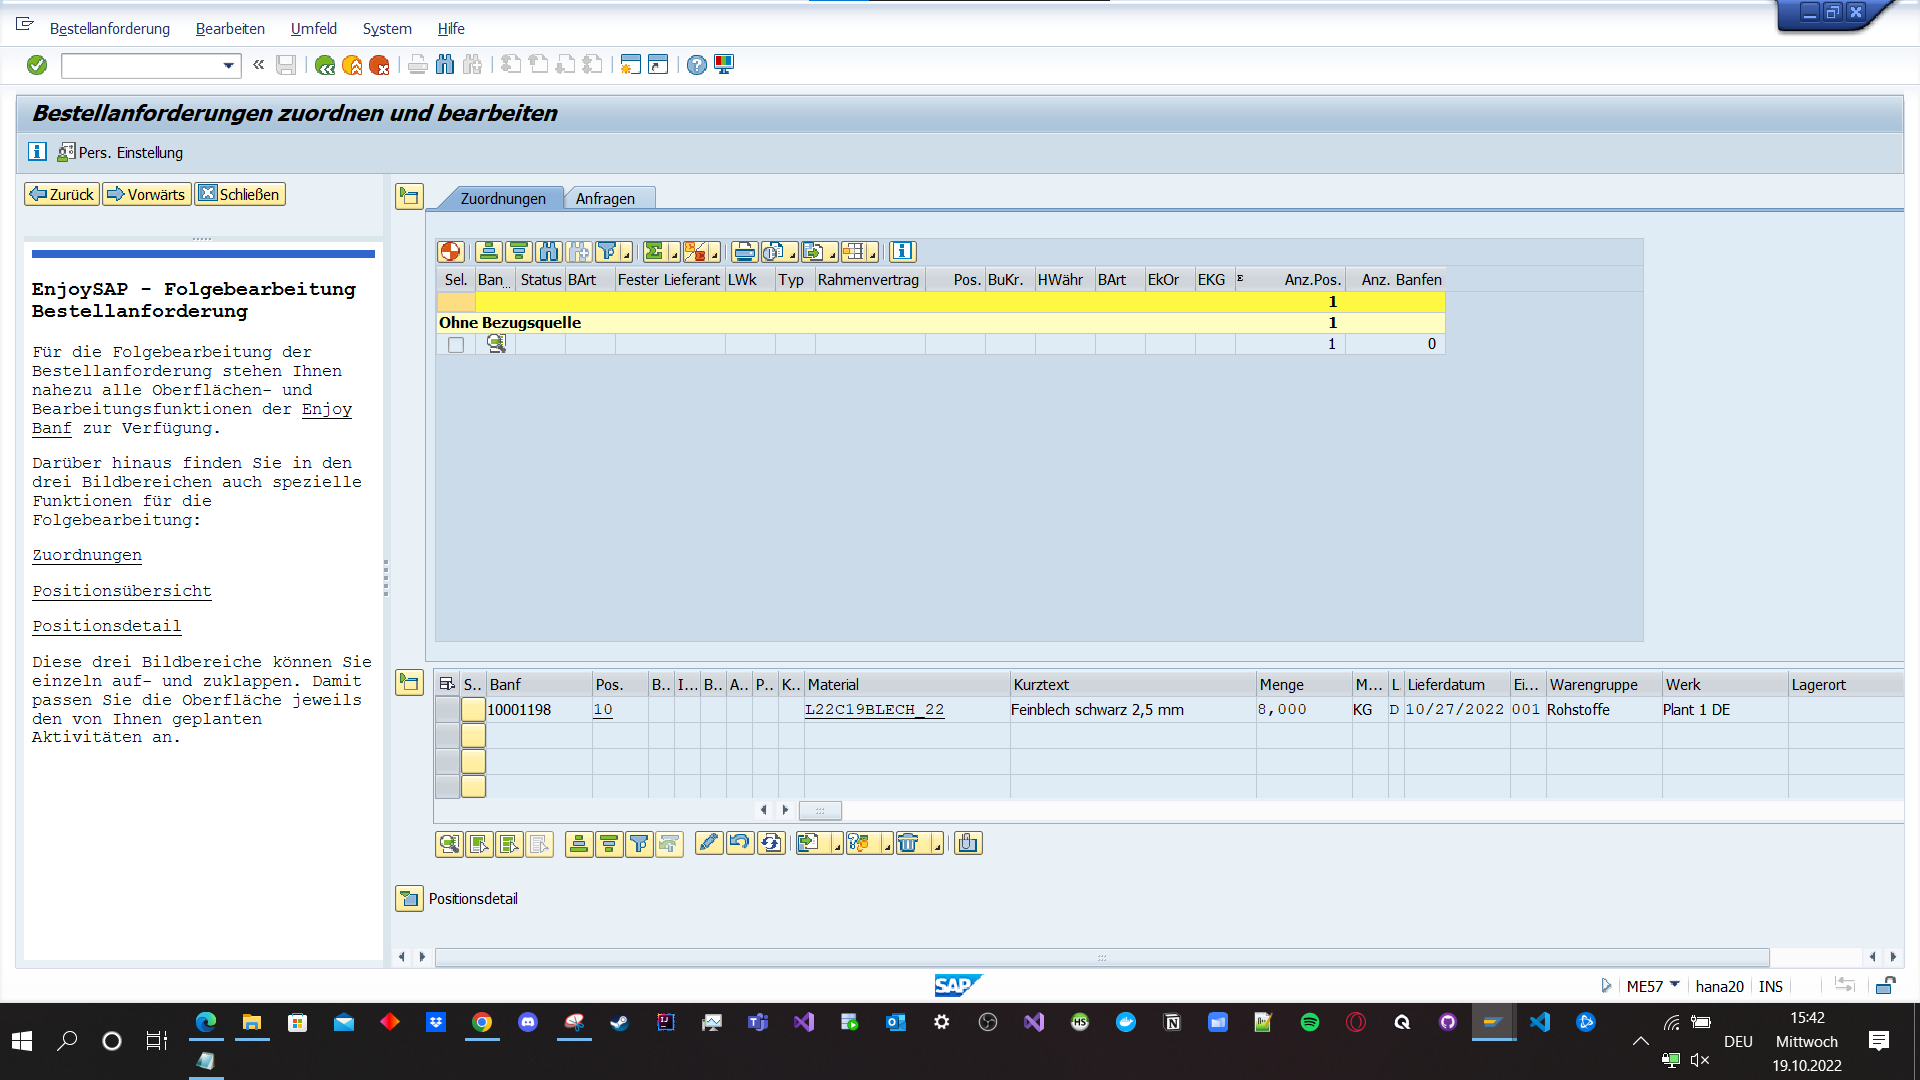 Bestellanforderung Bearbeiten Umfeld System Hilfe
Bestellanforderungen zuordnen und bearbeiten
Pers. Einstellung
Zurück Vorwärts Schließen
EnjoySAP - Folgebearbeitung
Bestellanforderung
Für die Folgebearbeitung der
Bestellanforderung stehen Ihnen
nahezu alle Oberflächen- und
Bearbeitungsfunktionen der Enjoy
Banf zur Verfügung.
Darüber hinaus finden Sie in den
drei Bildbereichen auch spezielle
Funktionen für die
Folgebearbeitung:
Zuordnungen
Positionsübersicht
Positionsdetail
Diese drei Bildbereiche können Sie
einzeln auf- und zuklappen. Damit
passen Sie die Oberfläche jeweils
den von Ihnen geplanten
Aktivitäten an.
Zuordnungen Anfragen
Sel. Ban... Status BArt Fester Lieferant LWk Typ Rahmenvertrag Pos. BuKr. HWähr BArt EkOr EKG Σ Anz.Pos. Anz. Banfen
1
Ohne Bezugsquelle 1
1 0
S.. Banf Pos. B.. I... B.. A.. P.. K.. Material Kurztext Menge M... L Lieferdatum Ei... Warengruppe Werk Lagerort
10001198 10 L22C19BLECH_22 Feinblech schwarz 2,5 mm 8,000 KG D 10/27/2022 001 Rohstoffe Plant 1 DE
Positionsdetail
SAP
ME57 hana20 INS
DEU
15:42
Mittwoch
19.10.2022